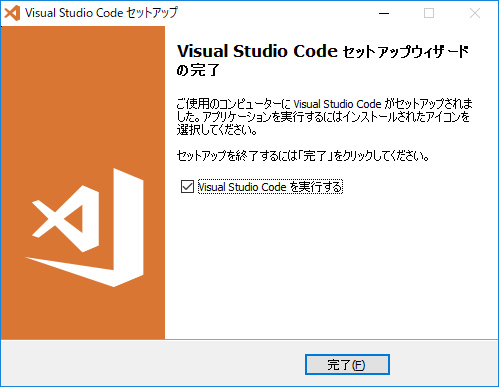 Visual Studio Code セットアップ
Visual Studio Code セットアップウィザード
の完了
ご使用のコンピューターに Visual Studio Code がセットアップされま
した。アプリケーションを実行するにはインストールされたアイコンを
選択してください。
セットアップを終了するには「完了」をクリックしてください。
Visual Studio Code を実行する
完了(F)